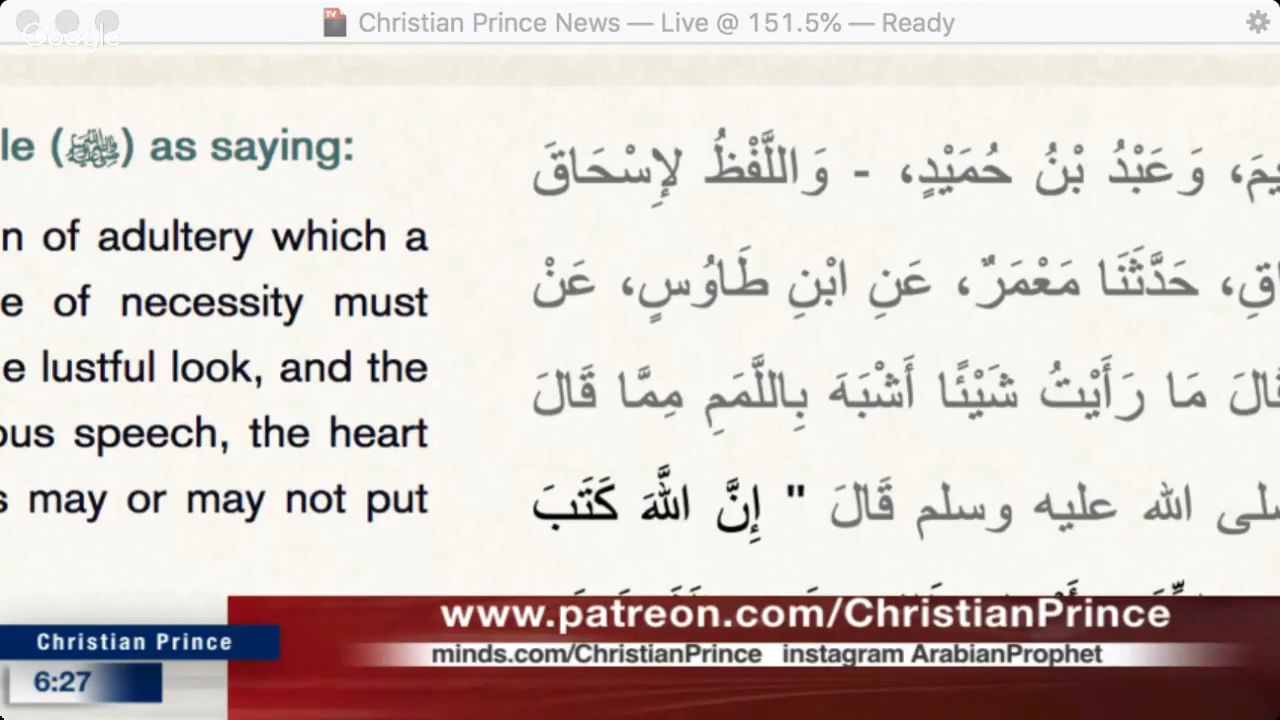 Christian Prince News — Live @ 151.5% — Ready
Google
le (ﷺ) as saying:
n of adultery which a
e of necessity must
e lustful look, and the
ous speech, the heart
s may or may not put
يمَ، وَعَبْدُ بْنُ حُمَيْدٍ، - وَاللَّفْظُ لإِسْحَاقَ
اقِ، حَدَّثَنَا مَعْمَرٌ، عَنِ ابْنِ طَاوُسٍ، عَنْ
قَالَ مَا رَأَيْتُ شَيْئًا أَشْبَهَ بِاللَّمَمِ مِمَّا قَالَ
صلى الله عليه وسلم قَالَ " إِنَّ اللَّهَ كَتَبَ
www.patreon.com/ChristianPrince
minds.com/ChristianPrince instagram ArabianProphet
Christian Prince
6:27